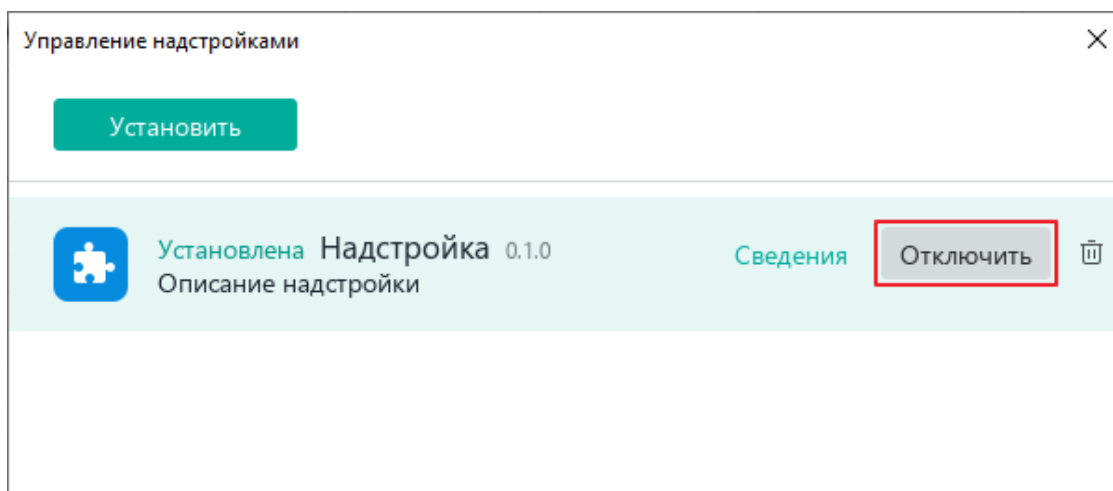 Управление надстройками
Установить
Установлена Надстройка 0.1.0 Сведения Отключить
Описание надстройки